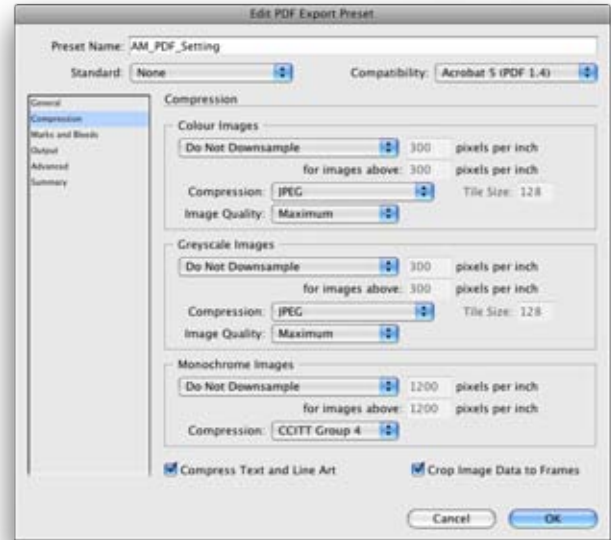 Edit PDF Export Preset
Preset Name: AM_PDF_Setting
Standard: None Compatibility: Acrobat 5 (PDF 1.4)
General
Compression
Marks and Bleeds
Output
Advanced
Summary
Compression
Colour Images
Do Not Downsample 300 pixels per inch
for images above: 300 pixels per inch
Compression: JPEG Tile Size: 128
Image Quality: Maximum
Greyscale Images
Do Not Downsample 300 pixels per inch
for images above: 300 pixels per inch
Compression: JPEG Tile Size: 128
Image Quality: Maximum
Monochrome Images
Do Not Downsample 1200 pixels per inch
for images above: 1200 pixels per inch
Compression: CCITT Group 4
Compress Text and Line Art Crop Image Data to Frames
Cancel OK